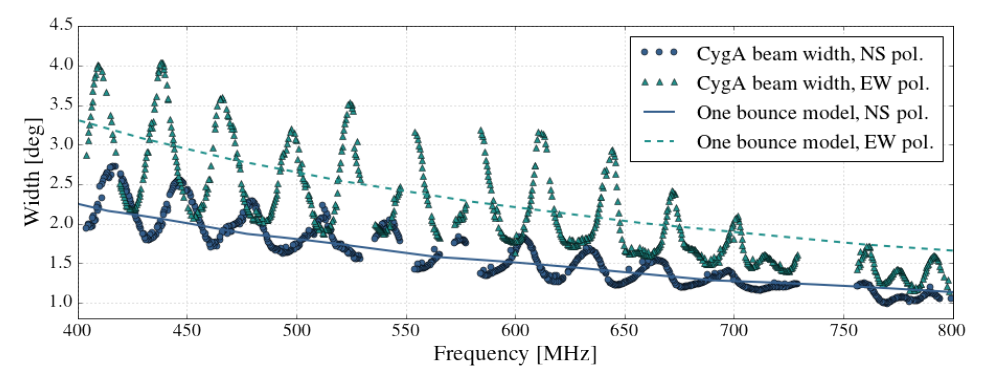 4.5
4.0
3.5
3.0
2.5
2.0
1.5
1.0
Width [deg]
CygA beam width, NS pol.
CygA beam width, EW pol.
One bounce model, NS pol.
One bounce model, EW pol.
400 450 500 550 600 650 700 750 800
Frequency [MHz]